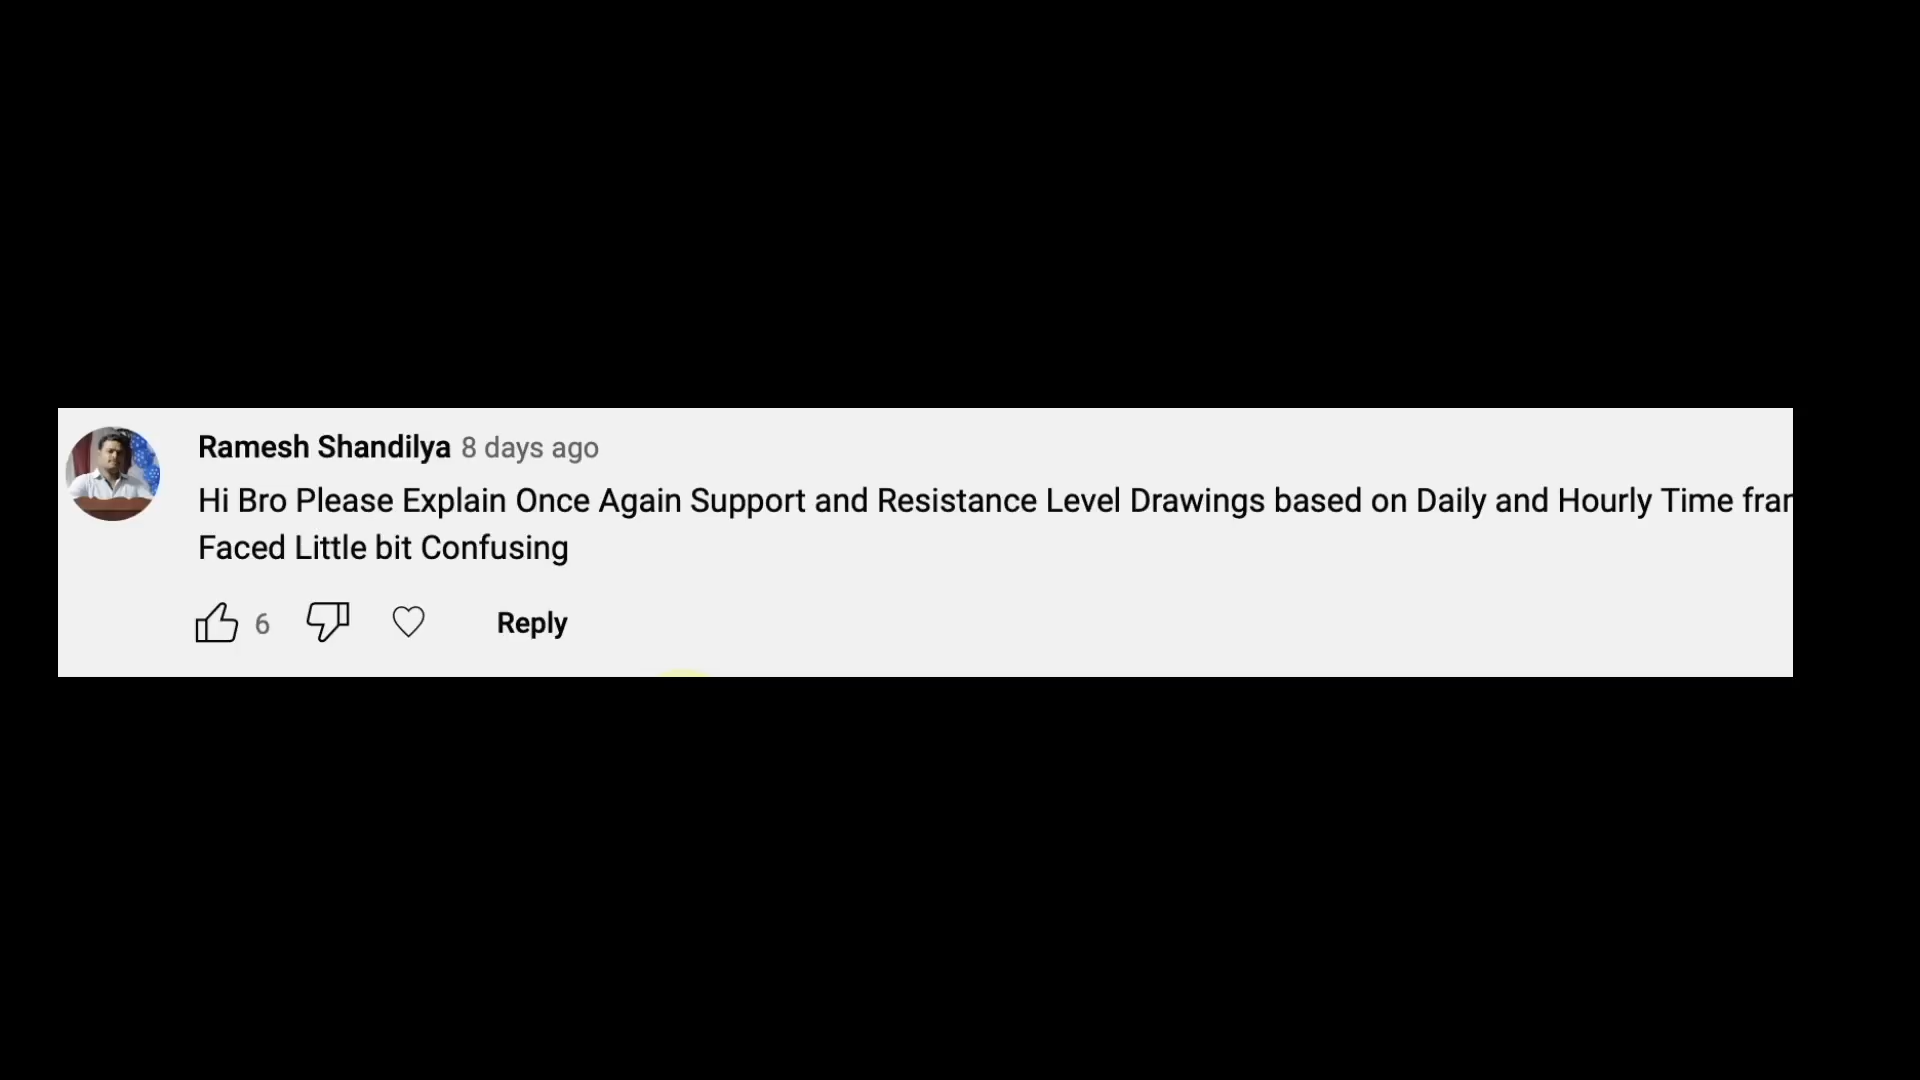 Ramesh Shandilya 8 days ago
Hi Bro Please Explain Once Again Support and Resistance Level Drawings based on Daily and Hourly Time
Faced Little bit Confusing
6 Reply